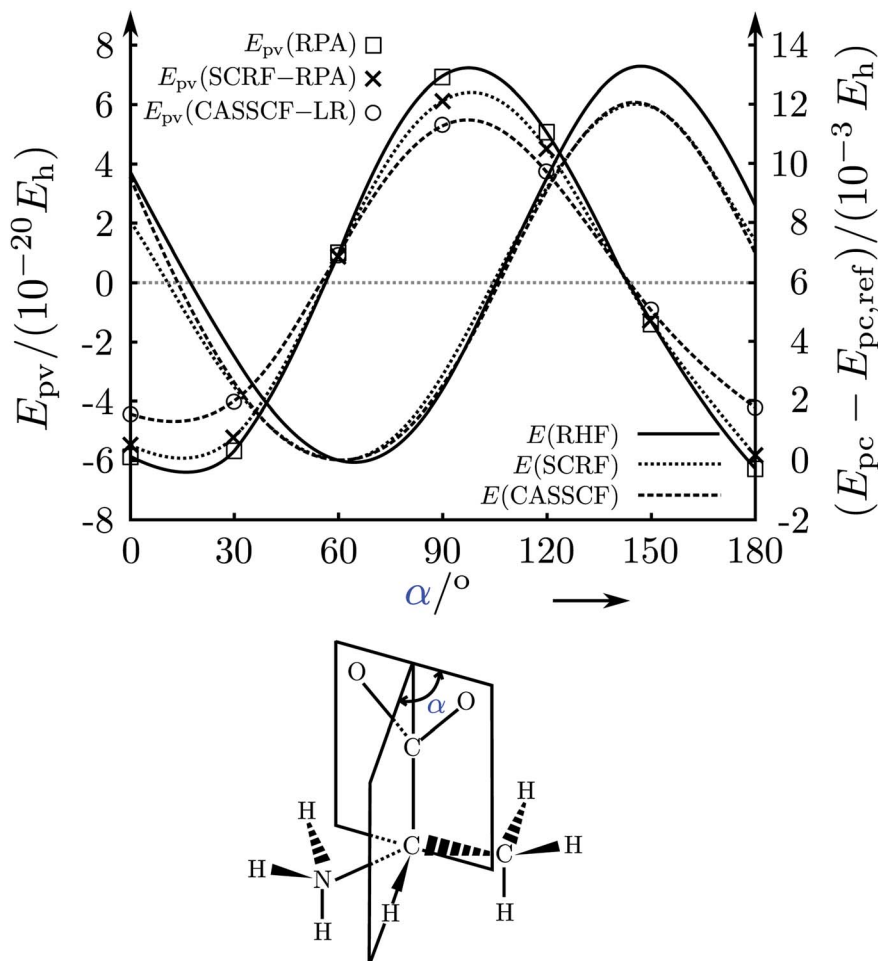 E_pv(RPA)
E_pv(SCRF−RPA)
E_pv(CASSCF−LR)
E_pv/(10^−20 E_h)
8
6
4
2
0
-2
-4
-6
-8
14
12
10
8
6
4
2
0
-2
(E_pc − E_pc,ref)/(10^−3 E_h)
E(RHF)
E(SCRF)
E(CASSCF)
0 30 60 90 120 150 180
α/°
O
α
O
C
H
H
H
C
C
H
N
H
H
H